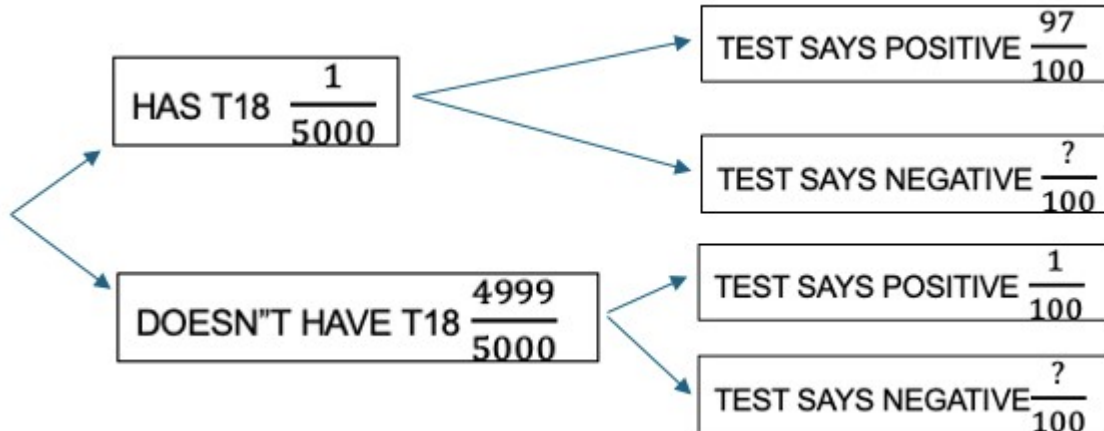 HAS T18 1/5000
TEST SAYS POSITIVE 97/100
TEST SAYS NEGATIVE ?/100
DOESN"T HAVE T18 4999/5000
TEST SAYS POSITIVE 1/100
TEST SAYS NEGATIVE ?/100